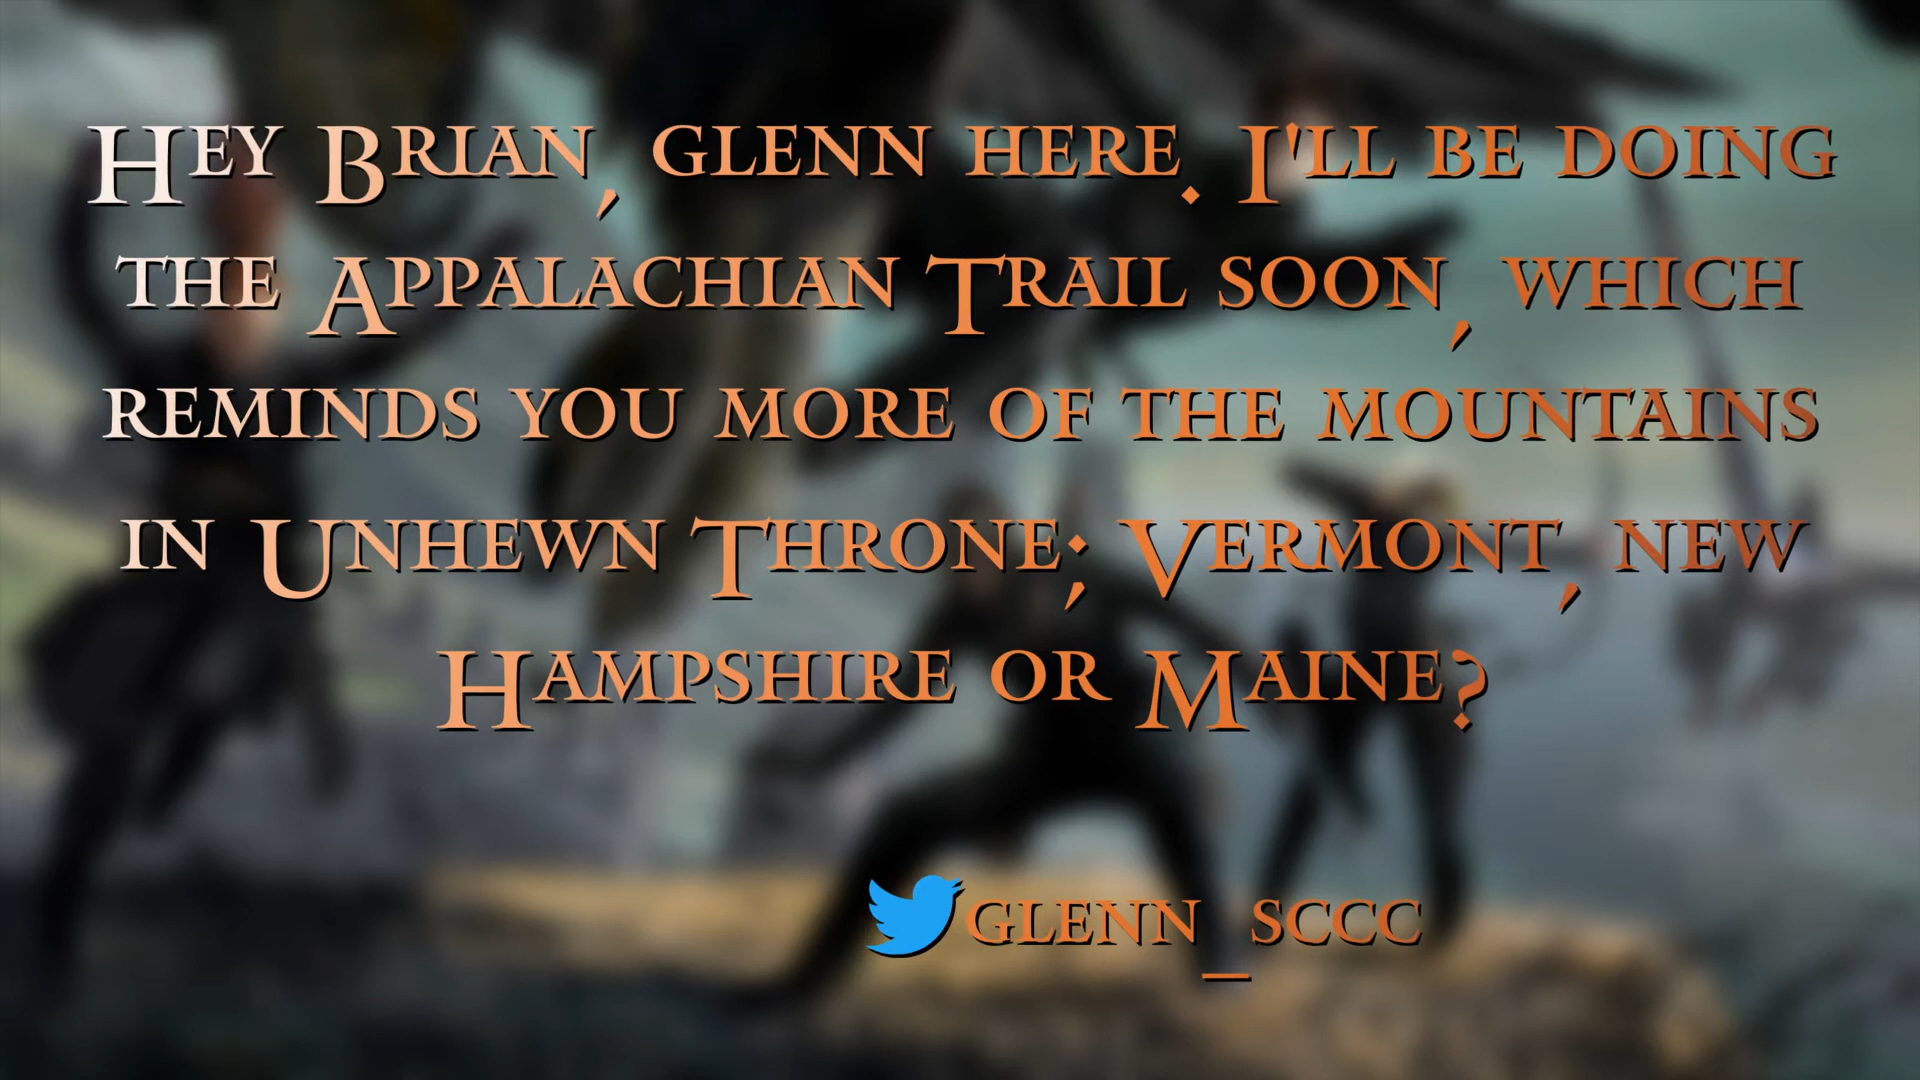 Hey Brian, glenn here. I'll be doing
the Appalachian Trail soon, which
reminds you more of the mountains
in Unhewn Throne; Vermont, new
Hampshire or Maine?
glenn_sccc